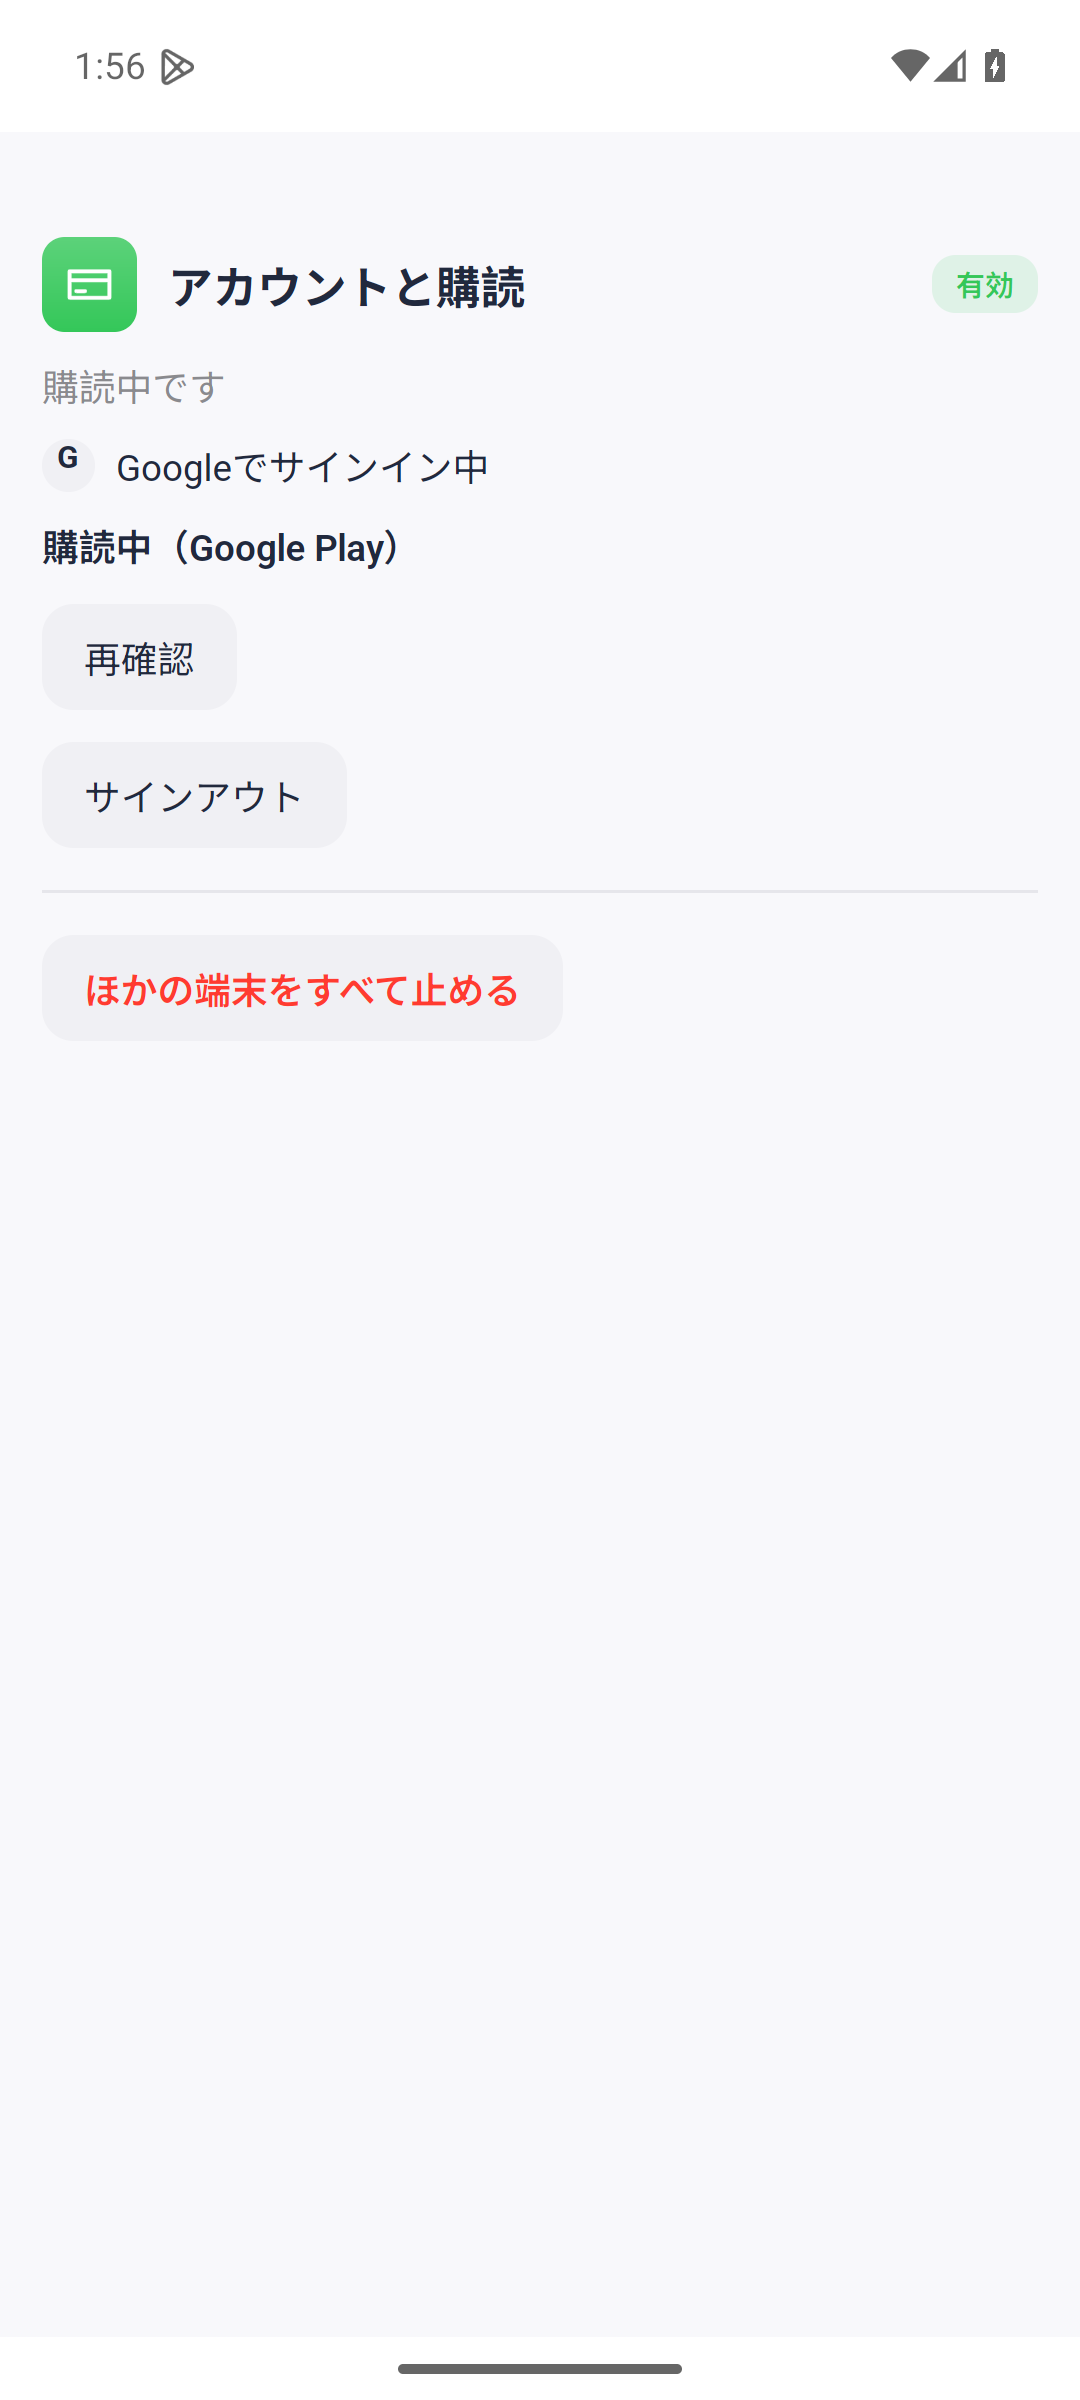 1:56
アカウントと購読
有効
購読中です
G
Googleでサインイン中
購読中（Google Play）
再確認
サインアウト
ほかの端末をすべて止める